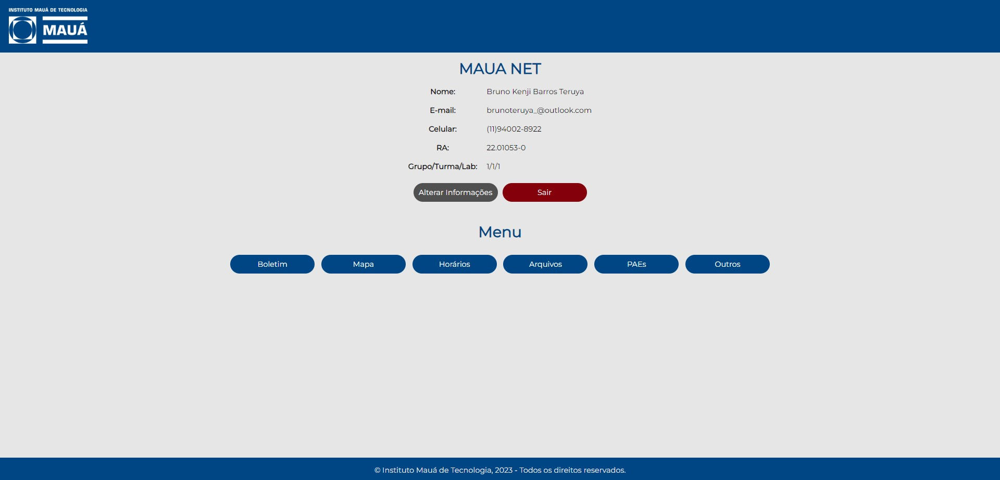 INSTITUTO MAUÁ DE TECNOLOGIA
MAUÁ
MAUA NET
Nome: Bruno Kenji Barros Teruya
E-mail: brunoteruya_@outlook.com
Celular: (11)94002-8922
RA: 22.01053-0
Grupo/Turma/Lab: 1/1/1
Alterar Informações Sair
Menu
Boletim Mapa Horários Arquivos PAEs Outros
© Instituto Mauá de Tecnologia, 2023 - Todos os direitos reservados.